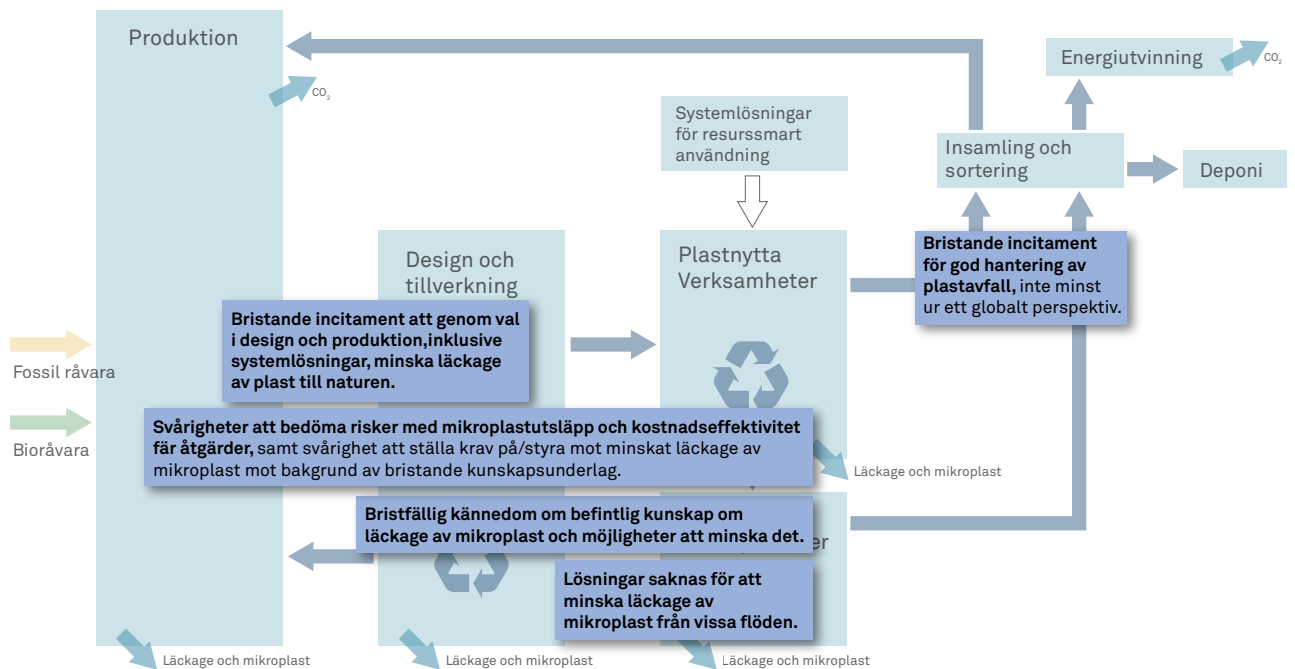 Produktion
CO₂
Energiutvinning
CO₂
Systemlösningar
för resurssmart
användning
Insamling och
sortering
Deponi
Design och
tillverkning
Plastnytta
Verksamheter
Bristande incitament
för god hantering av
plastavfall, inte minst
ur ett globalt perspektiv.
Bristande incitament att genom val
i design och produktion,inklusive
systemlösningar, minska läckage
av plast till naturen.
Fossil råvara
Bioråvara
Svårigheter att bedöma risker med mikroplastutsläpp och kostnadseffektivitet
fär åtgärder, samt svårighet att ställa krav på/styra mot minskat läckage av
mikroplast mot bakgrund av bristande kunskapsunderlag.
Läckage och mikroplast
Bristfällig kännedom om befintlig kunskap om
läckage av mikroplast och möjligheter att minska det.
er
Lösningar saknas för att
minska läckage av
mikroplast från vissa flöden.
Läckage och mikroplast
Läckage och mikroplast
Läckage och mikroplast